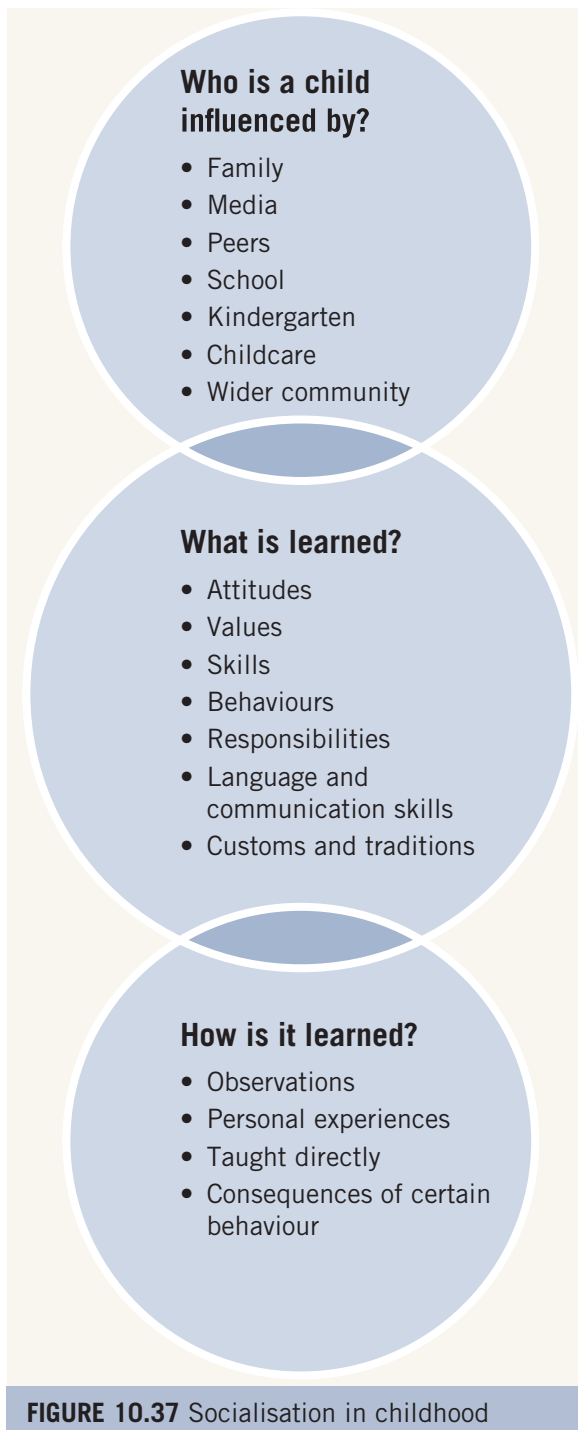 Who is a child
influenced by?
• Family
• Media
• Peers
• School
• Kindergarten
• Childcare
• Wider community
What is learned?
• Attitudes
• Values
• Skills
• Behaviours
• Responsibilities
• Language and
communication skills
• Customs and traditions
How is it learned?
• Observations
• Personal experiences
• Taught directly
• Consequences of certain
behaviour
FIGURE 10.37 Socialisation in childhood